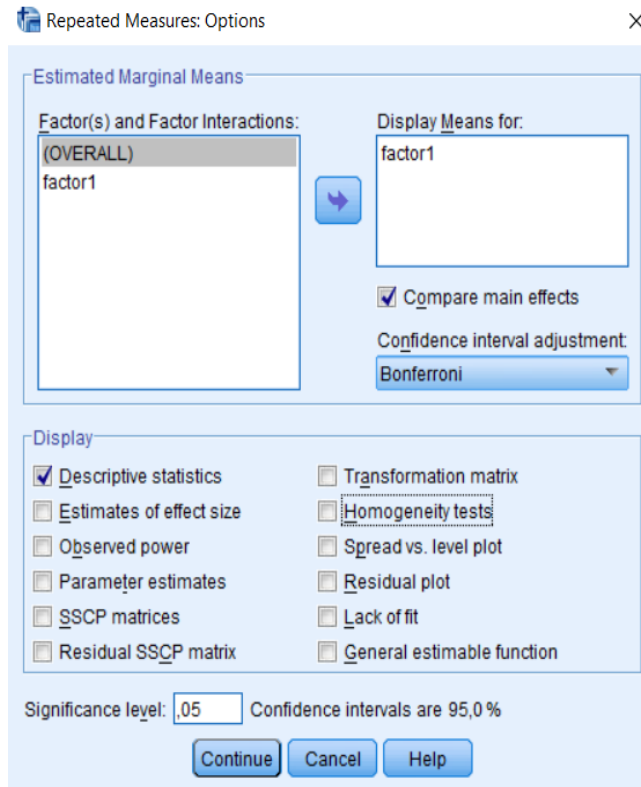 Repeated Measures: Options
Estimated Marginal Means
Factor(s) and Factor Interactions:
(OVERALL)
factor1
Display Means for:
factor1
Compare main effects
Confidence interval adjustment:
Bonferroni
Display
Descriptive statistics
Estimates of effect size
Observed power
Parameter estimates
SSCP matrices
Residual SSCP matrix
Transformation matrix
Homogeneity tests
Spread vs. level plot
Residual plot
Lack of fit
General estimable function
Significance level: ,05 Confidence intervals are 95,0 %
Continue Cancel Help